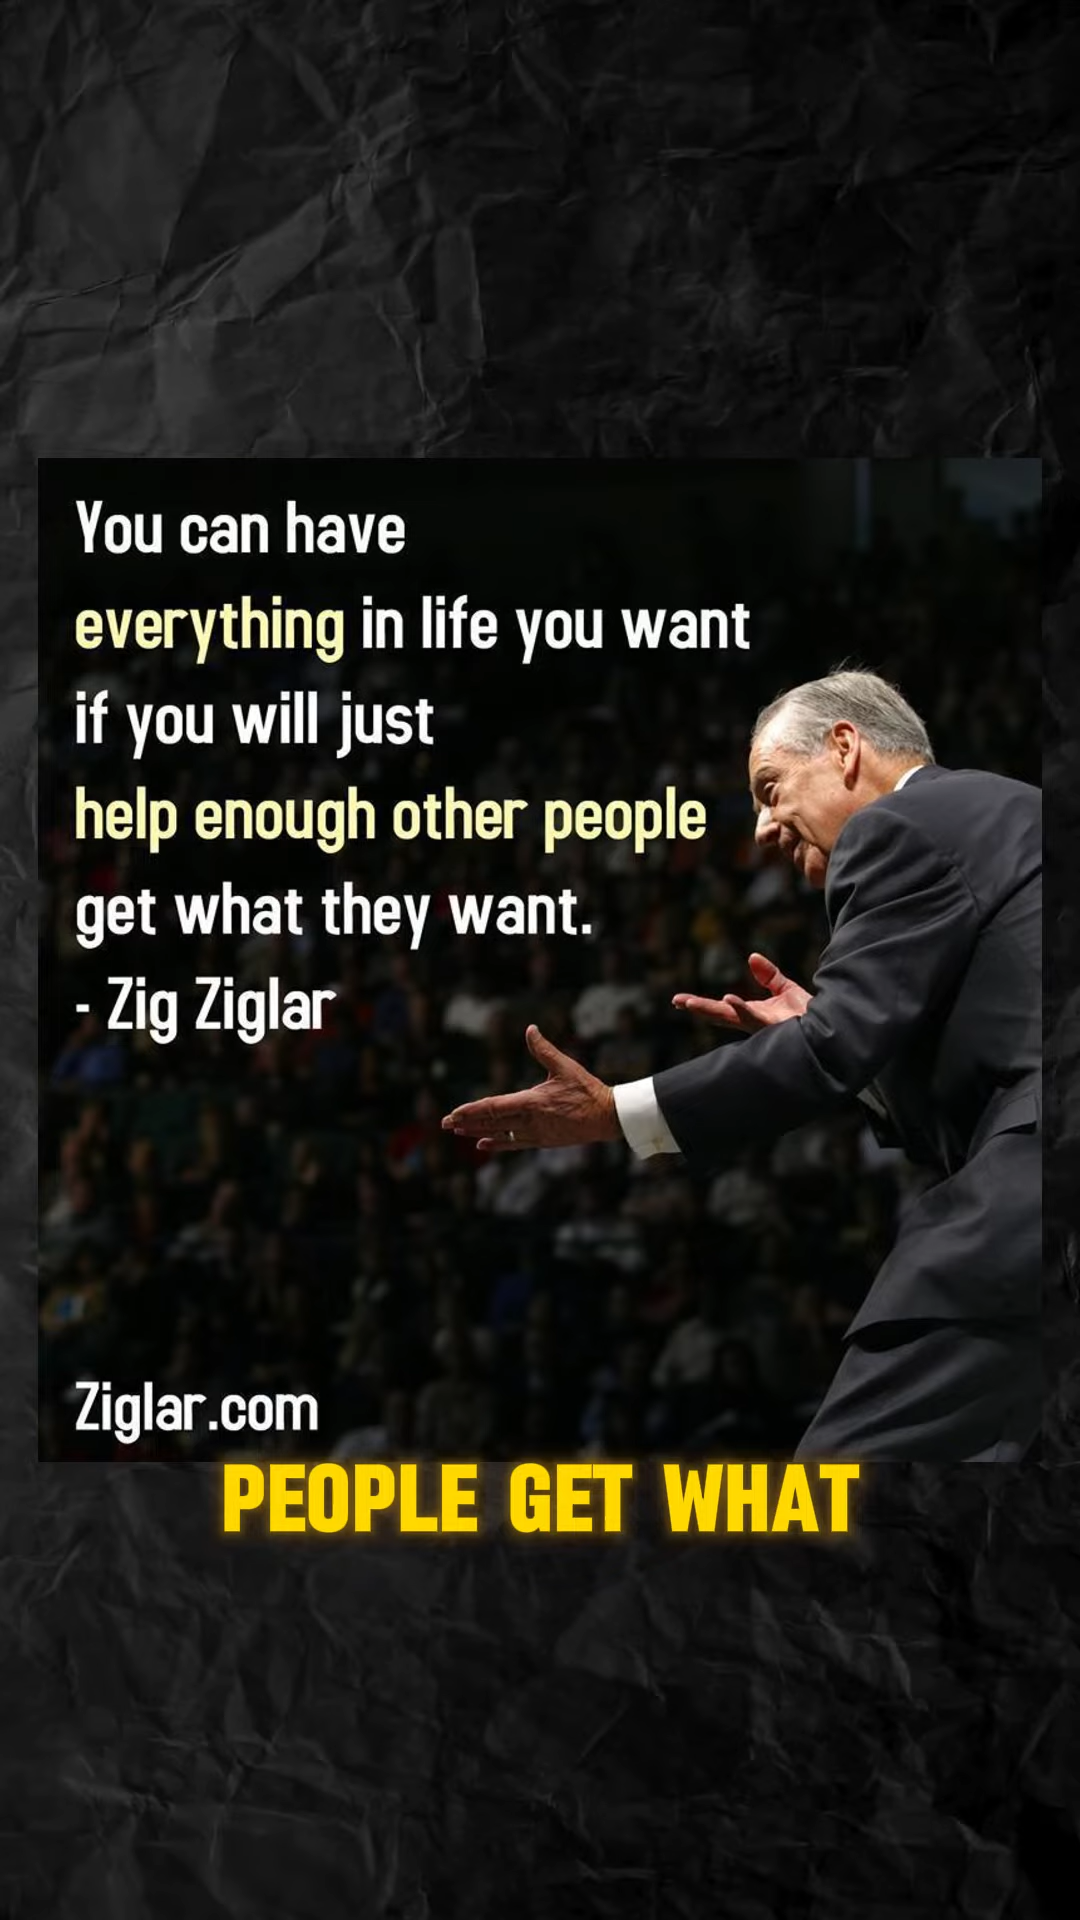 You can have
everything in life you want
if you will just
help enough other people
get what they want.
- Zig Ziglar
Ziglar.com
PEOPLE GET WHAT